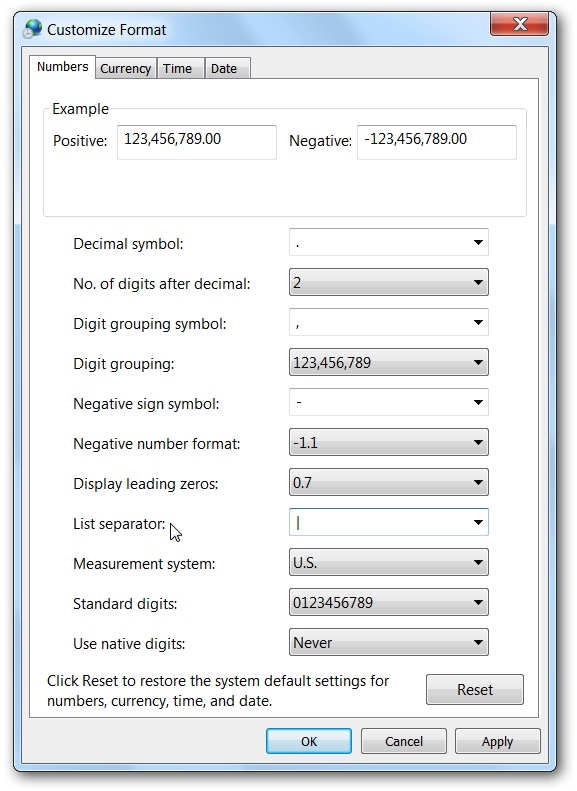 Customize Format
Numbers Currency Time Date
Example
Positive: 123,456,789.00 Negative: -123,456,789.00
Decimal symbol: .
No. of digits after decimal: 2
Digit grouping symbol: ,
Digit grouping: 123,456,789
Negative sign symbol: -
Negative number format: -1.1
Display leading zeros: 0.7
List separator: |
Measurement system: U.S.
Standard digits: 0123456789
Use native digits: Never
Click Reset to restore the system default settings for
numbers, currency, time, and date.
Reset
OK Cancel Apply